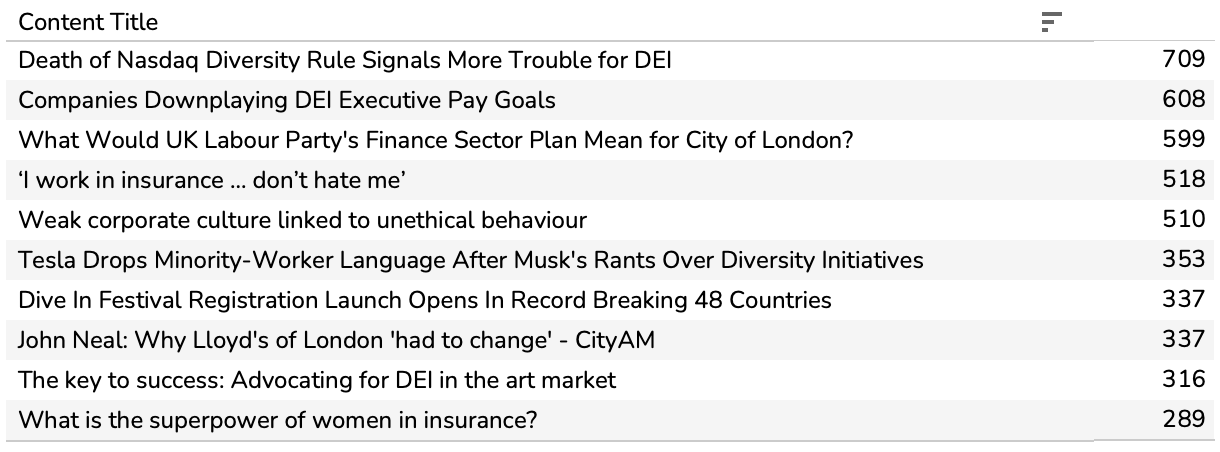 Content Title
Death of Nasdaq Diversity Rule Signals More Trouble for DEI 709
Companies Downplaying DEI Executive Pay Goals 608
What Would UK Labour Party's Finance Sector Plan Mean for City of London? 599
‘I work in insurance ... don’t hate me’ 518
Weak corporate culture linked to unethical behaviour 510
Tesla Drops Minority-Worker Language After Musk's Rants Over Diversity Initiatives 353
Dive In Festival Registration Launch Opens In Record Breaking 48 Countries 337
John Neal: Why Lloyd's of London 'had to change' - CityAM 337
The key to success: Advocating for DEI in the art market 316
What is the superpower of women in insurance? 289